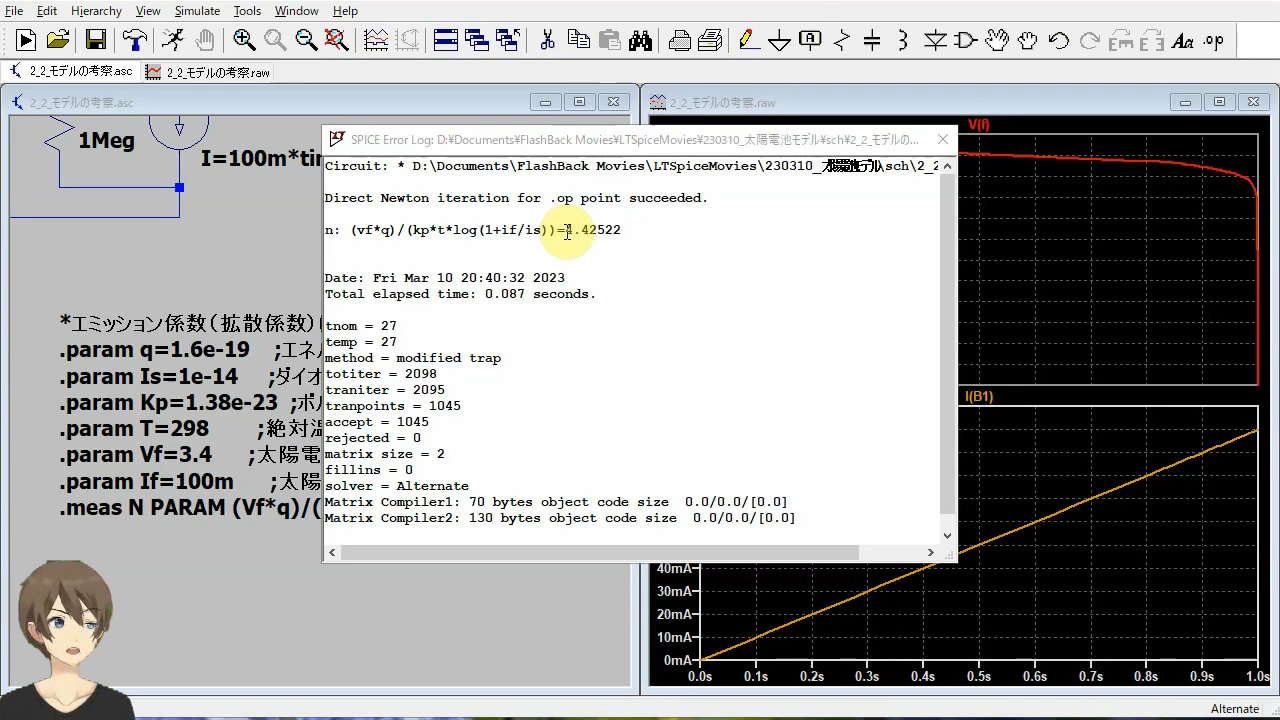 File Edit Hierarchy View Simulate Tools Window Help
2_2_モデルの考察.asc 2_2_モデルの考察.raw
2_2_モデルの考察.asc
2_2_モデルの考察.raw
1Meg
I=100m*tim
V(f)
SPICE Error Log: D:¥Documents¥FlashBack Movies¥LTSpiceMovies¥230310_太陽電池モデル¥sch¥2_2_モデルの...
Circuit: * D:\Documents\FlashBack Movies\LTSpiceMovies\230310_太陽電池モデル\sch\2_2
Direct Newton iteration for .op point succeeded.
n: (vf*q)/(kp*t*log(1+if/is))=4.42522
Date: Fri Mar 10 20:40:32 2023
Total elapsed time: 0.087 seconds.
tnom = 27
temp = 27
method = modified trap
totiter = 2098
traniter = 2095
tranpoints = 1045
accept = 1045
rejected = 0
matrix size = 2
fillins = 0
solver = Alternate
Matrix Compiler1: 70 bytes object code size 0.0/0.0/[0.0]
Matrix Compiler2: 130 bytes object code size 0.0/0.0/[0.0]
*エミッション係数(拡散係数)
.param q=1.6e-19 ;エネ
.param Is=1e-14 ;ダイオ
.param Kp=1.38e-23 ;ボ
.param T=298 ;絶対温
.param Vf=3.4 ;太陽電
.param If=100m ;太陽
.meas N PARAM (Vf*q)/(
I(B1)
40mA
30mA
20mA
10mA
0mA
0.0s 0.1s 0.2s 0.3s 0.4s 0.5s 0.6s 0.7s 0.8s 0.9s 1.0s
Alternate